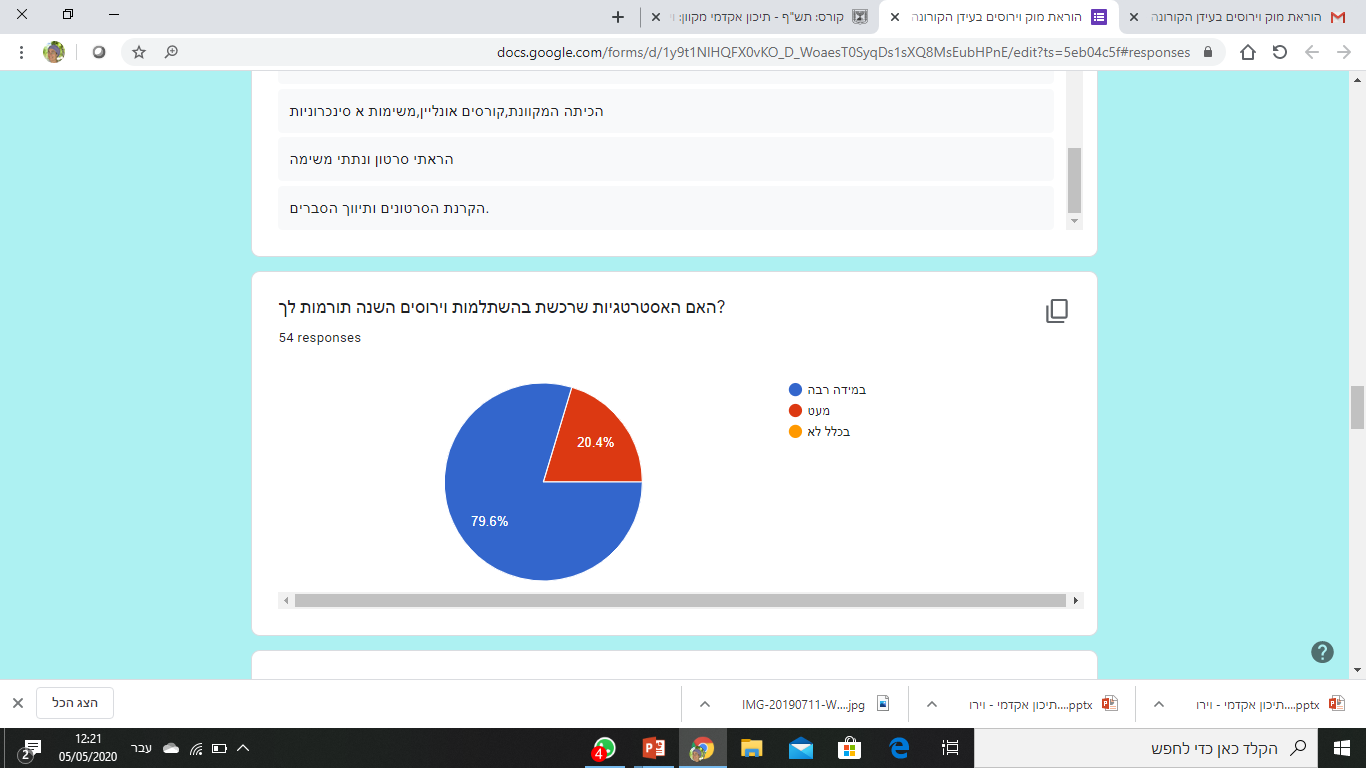 הוראת מוק וירוסים בעידן הקורונה
הוראת מוק וירוסים בעידן הקורונה
קורס: תש"ף - תיכון אקדמי מקוון: וי
docs.google.com/forms/d/1y9t1NIHQFX0vKO_D_WoaesT0SyqDs1sXQ8MsEubHPnE/edit?ts=5eb04c5f#responses
הכיתה המקוונת,קורסים אונליין,משימות א סינכרוניות
הראתי סרטון ונתתי משימה
הקרנת הסרטונים ותיווך הסברים.
האם האסטרטגיות שרכשת בהשתלמות וירוסים השנה תורמות לך?
54 responses
במידה רבה
מעט
בכלל לא
20.4%
79.6%
תיכון אקדמי - וירו....pptx
תיכון אקדמי - וירו....pptx
IMG-20190711-W....jpg
הצג הכל
הקלד כאן כדי לחפש
4
עבר
12:21
05/05/2020
2